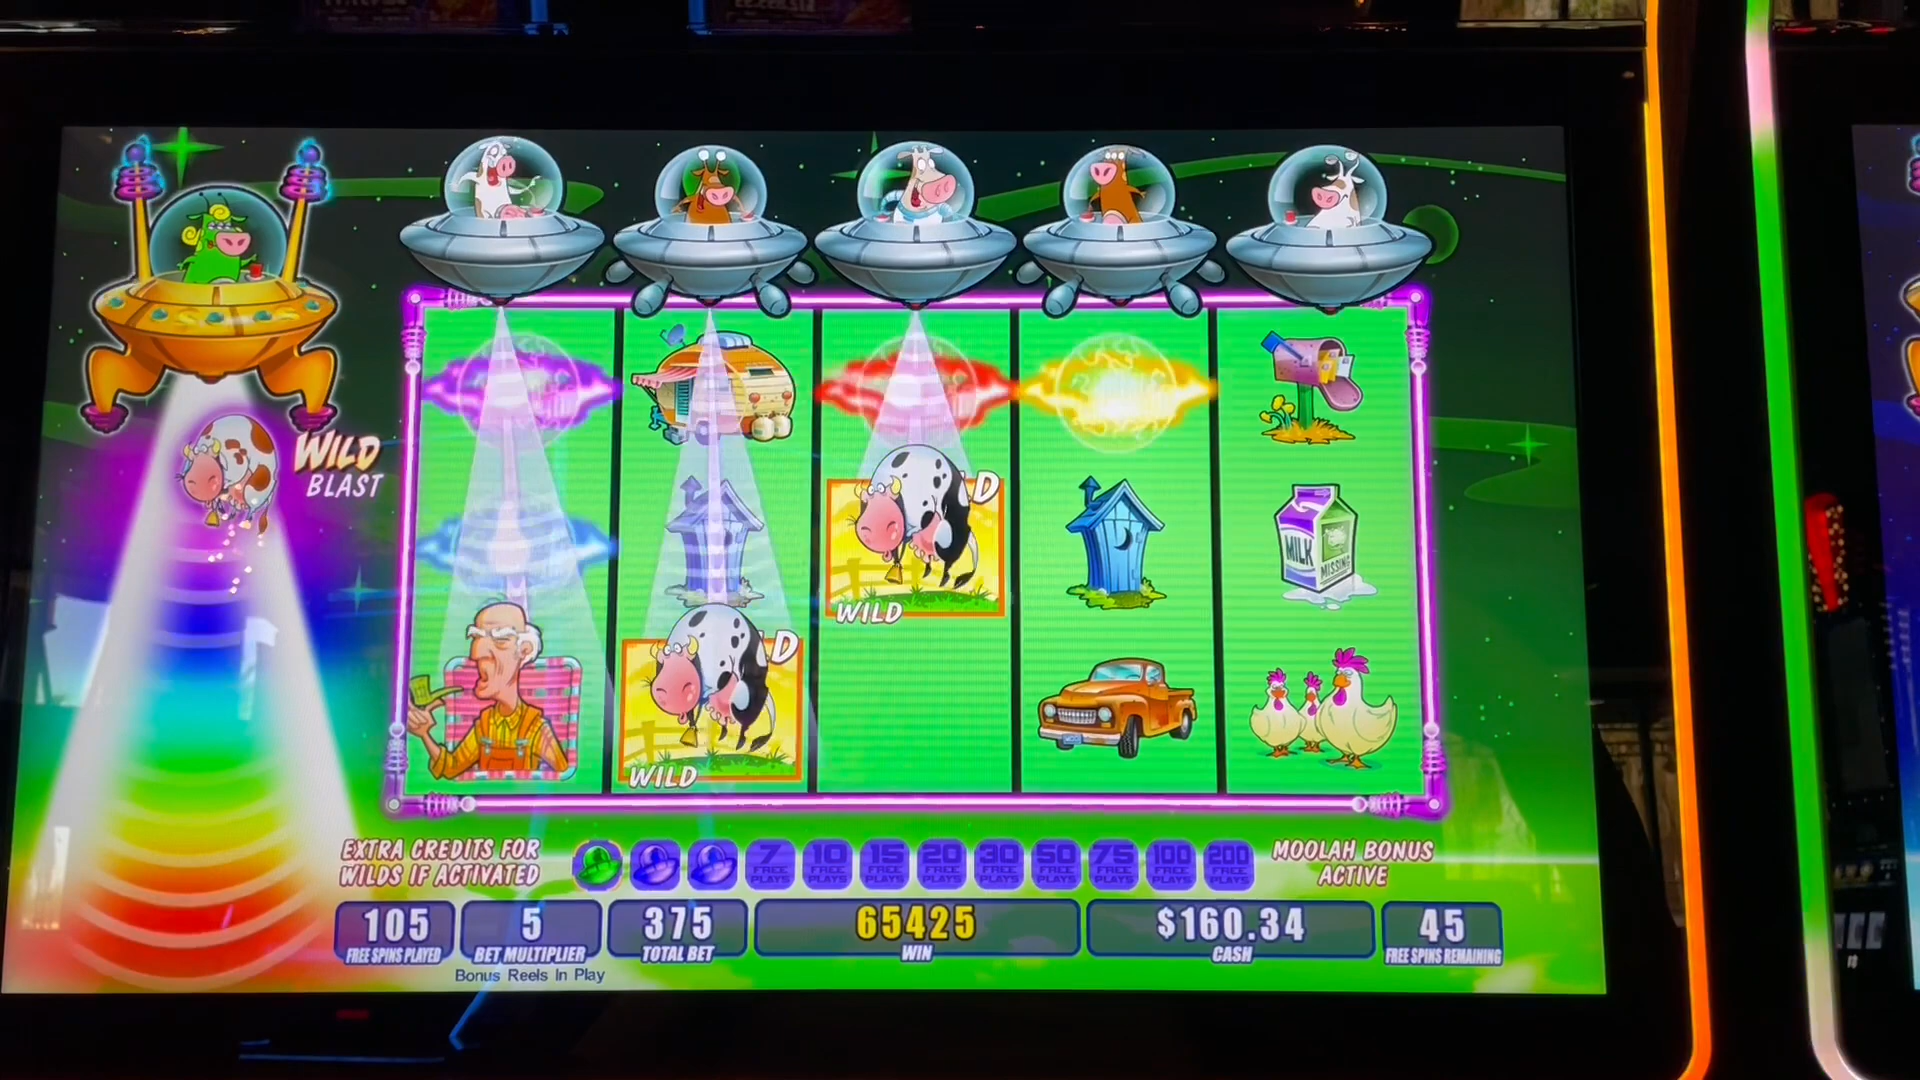 WILD
BLAST
D
WILD
D
WILD
MILK
MISSING
EXTRA CREDITS FOR
WILDS IF ACTIVATED
7 FREE PLAYS
10 FREE PLAYS
15 FREE PLAYS
20 FREE PLAYS
30 FREE PLAYS
50 FREE PLAYS
75 FREE PLAYS
100 FREE PLAYS
200 FREE PLAYS
MOOLAH BONUS
ACTIVE
105
FREE SPINS PLAYED
5
BET MULTIPLIER
375
TOTAL BET
65425
WIN
$160.34
CASH
45
FREE SPINS REMAINING
Bonus Reels In Play